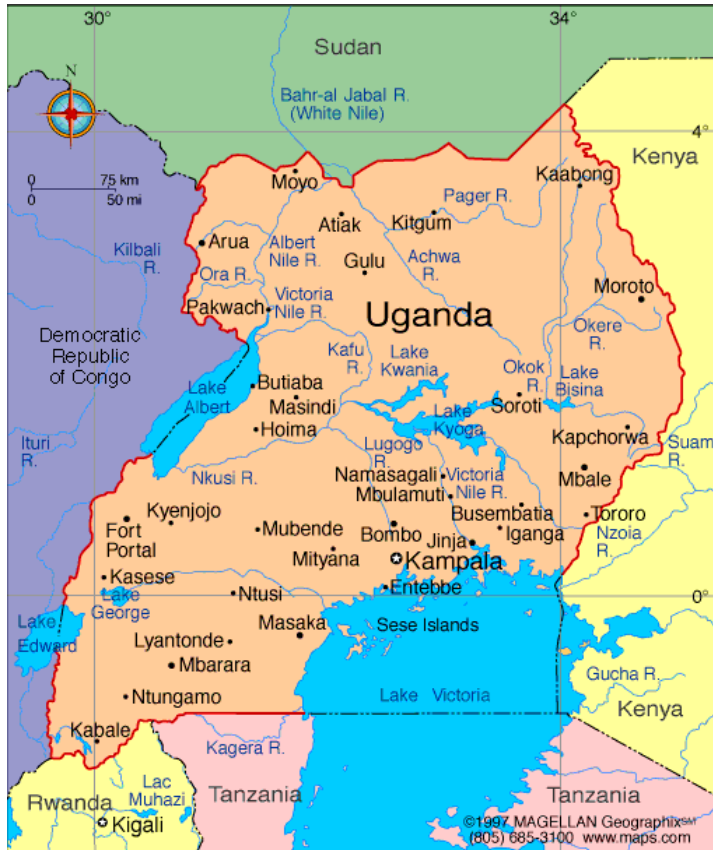 30°
34°
Sudan
N
Bahr-al Jabal R.
(White Nile)
4°
Kenya
0
75 km
0
50 mi
Moyo
Kaabong
Pager R.
Atiak
Kitgum
Kilbali
R.
Arua
Albert
Nile R.
Achwa
R.
Ora R.
Gulu
Moroto
Pakwach
Victoria
Nile R.
Uganda
Okere
R.
Democratic
Republic
of Congo
Kafu
R.
Lake
Kwania
Okok
R.
Lake
Bisina
Lake
Albert
Butiaba
Masindi
Soroti
Lake
Kyoga
Hoima
Kapchorwa
Ituri
R.
Lugogo
R.
Suam
R.
Nkusi R.
Namasagali
Victoria
Nile R.
Mbale
Mbulamuti
Kyenjojo
Busembatia
Tororo
Fort
Portal
Mubende
Bombo
Jinja
Iganga
Nzoia
R.
Mityana
Kampala
Kasese
Entebbe
Lake
George
Ntusi
0°
Lake
Edward
Masaka
Sese Islands
Lyantonde
Mbarara
Gucha R.
Ntungamo
Lake Victoria
Kenya
Kabale
Kagera R.
Lac
Muhazi
Rwanda
Tanzania
Tanzania
Kigali
©1997 MAGELLAN Geographix℠
(805) 685-3100 www.maps.com